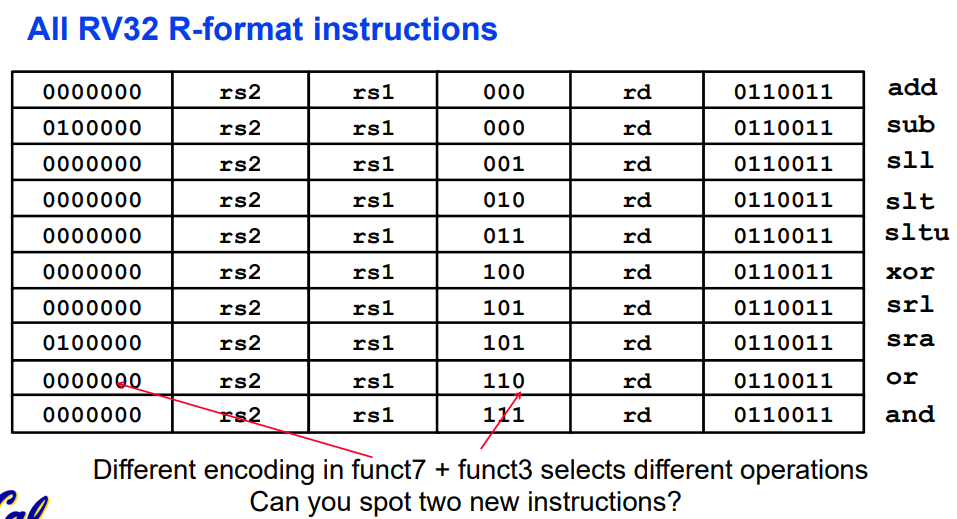 All RV32 R-format instructions
0000000 rs2 rs1 000 rd 0110011 add
0100000 rs2 rs1 000 rd 0110011 sub
0000000 rs2 rs1 001 rd 0110011 sll
0000000 rs2 rs1 010 rd 0110011 slt
0000000 rs2 rs1 011 rd 0110011 sltu
0000000 rs2 rs1 100 rd 0110011 xor
0000000 rs2 rs1 101 rd 0110011 srl
0100000 rs2 rs1 101 rd 0110011 sra
0000000 rs2 rs1 110 rd 0110011 or
0000000 rs2 rs1 111 rd 0110011 and
Different encoding in funct7 + funct3 selects different operations
Can you spot two new instructions?
Cal